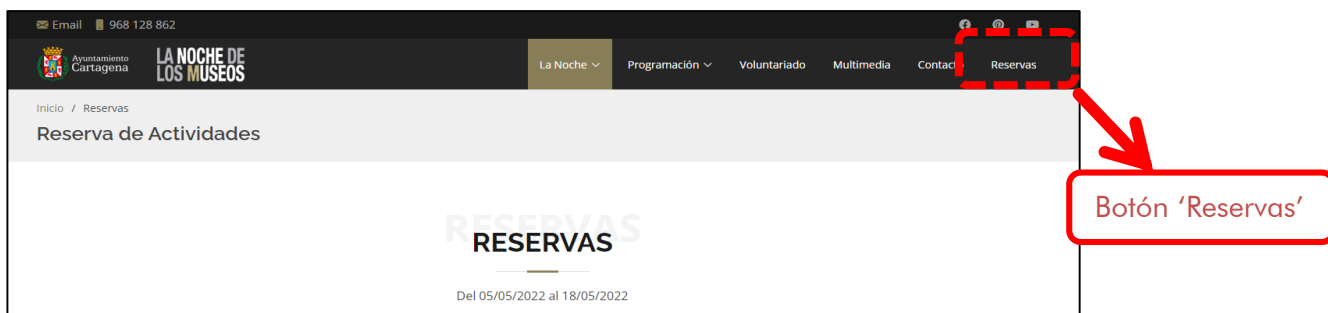 Email 968 128 862
Ayuntamiento
Cartagena
LA NOCHE DE
LOS MUSEOS
La Noche Programación Voluntariado Multimedia Contacto Reservas
Inicio / Reservas
Reserva de Actividades
RESERVAS
RESERVAS
Del 05/05/2022 al 18/05/2022
Botón ‘Reservas’